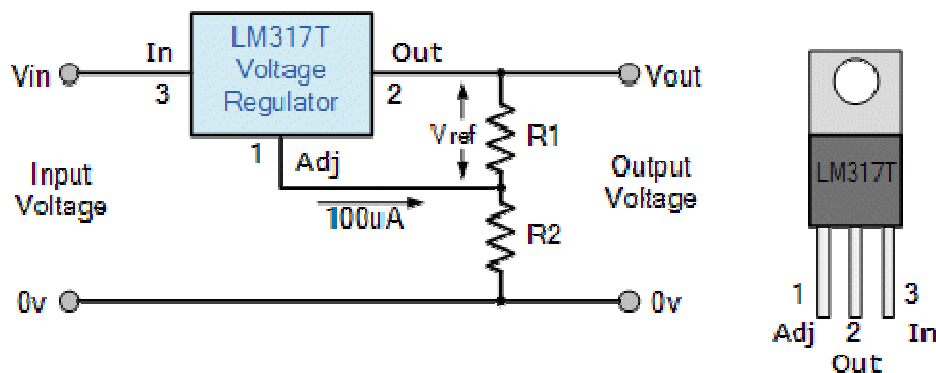 LM317T
Voltage
Regulator
In
Out
Vin
3
2
Vout
Vref
R1
1
Adj
Input
Voltage
Output
Voltage
100uA
R2
0v
0v
LM317T
1
3
Adj
2
In
Out